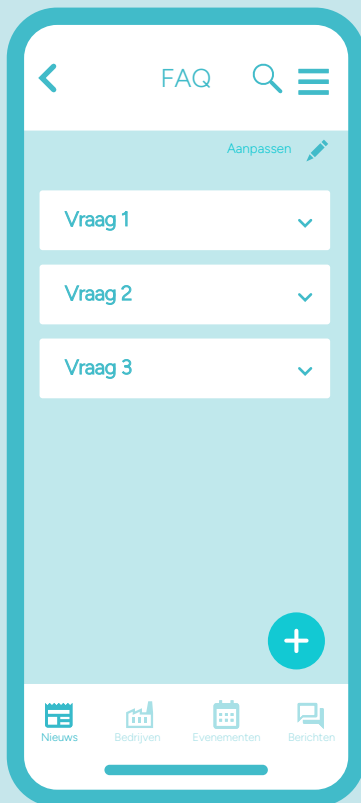 FAQ
Aanpassen
Vraag 1
Vraag 2
Vraag 3
Nieuws Bedrijven Evenementen Berichten